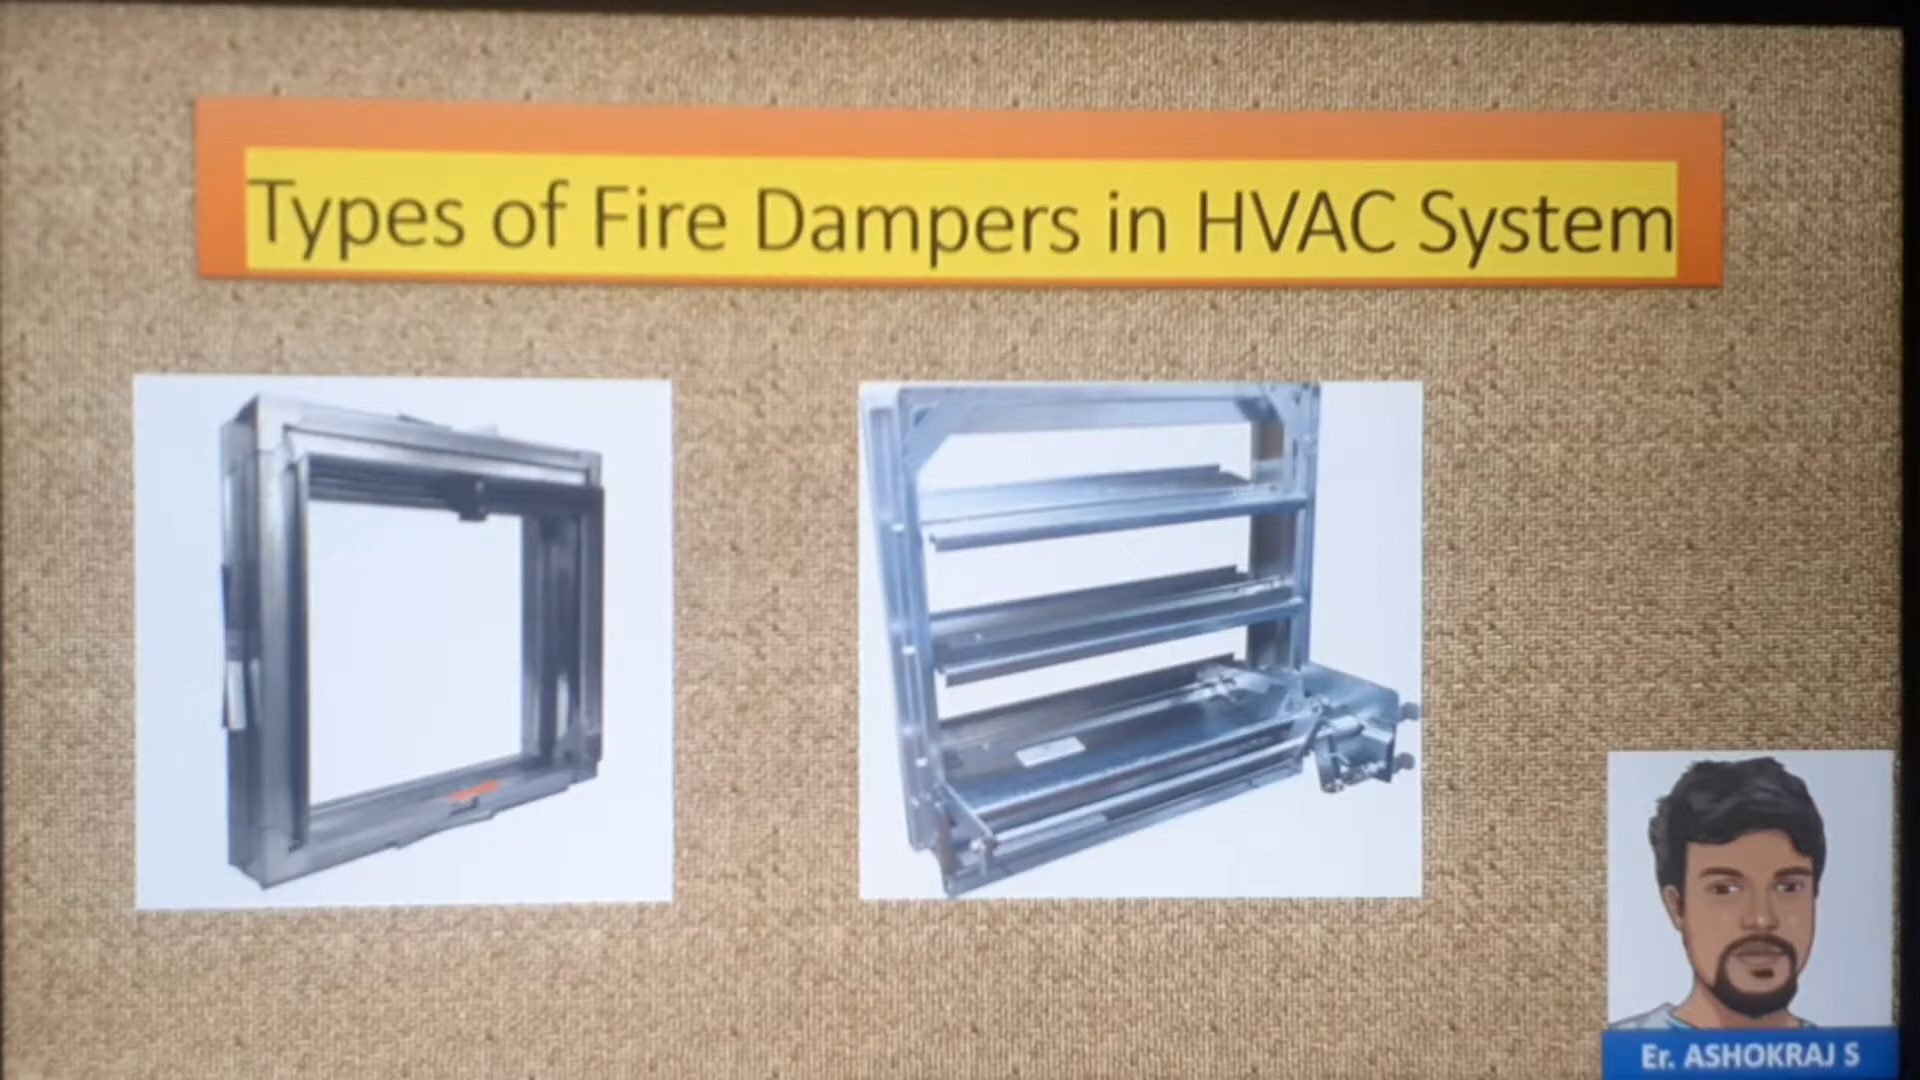 Types of Fire Dampers in HVAC System
Er. ASHOKRAJ S